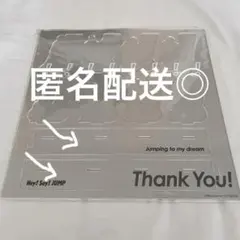 匿名配送◎
Jumping to my dream
Hey! Say! JUMP
Thank You!